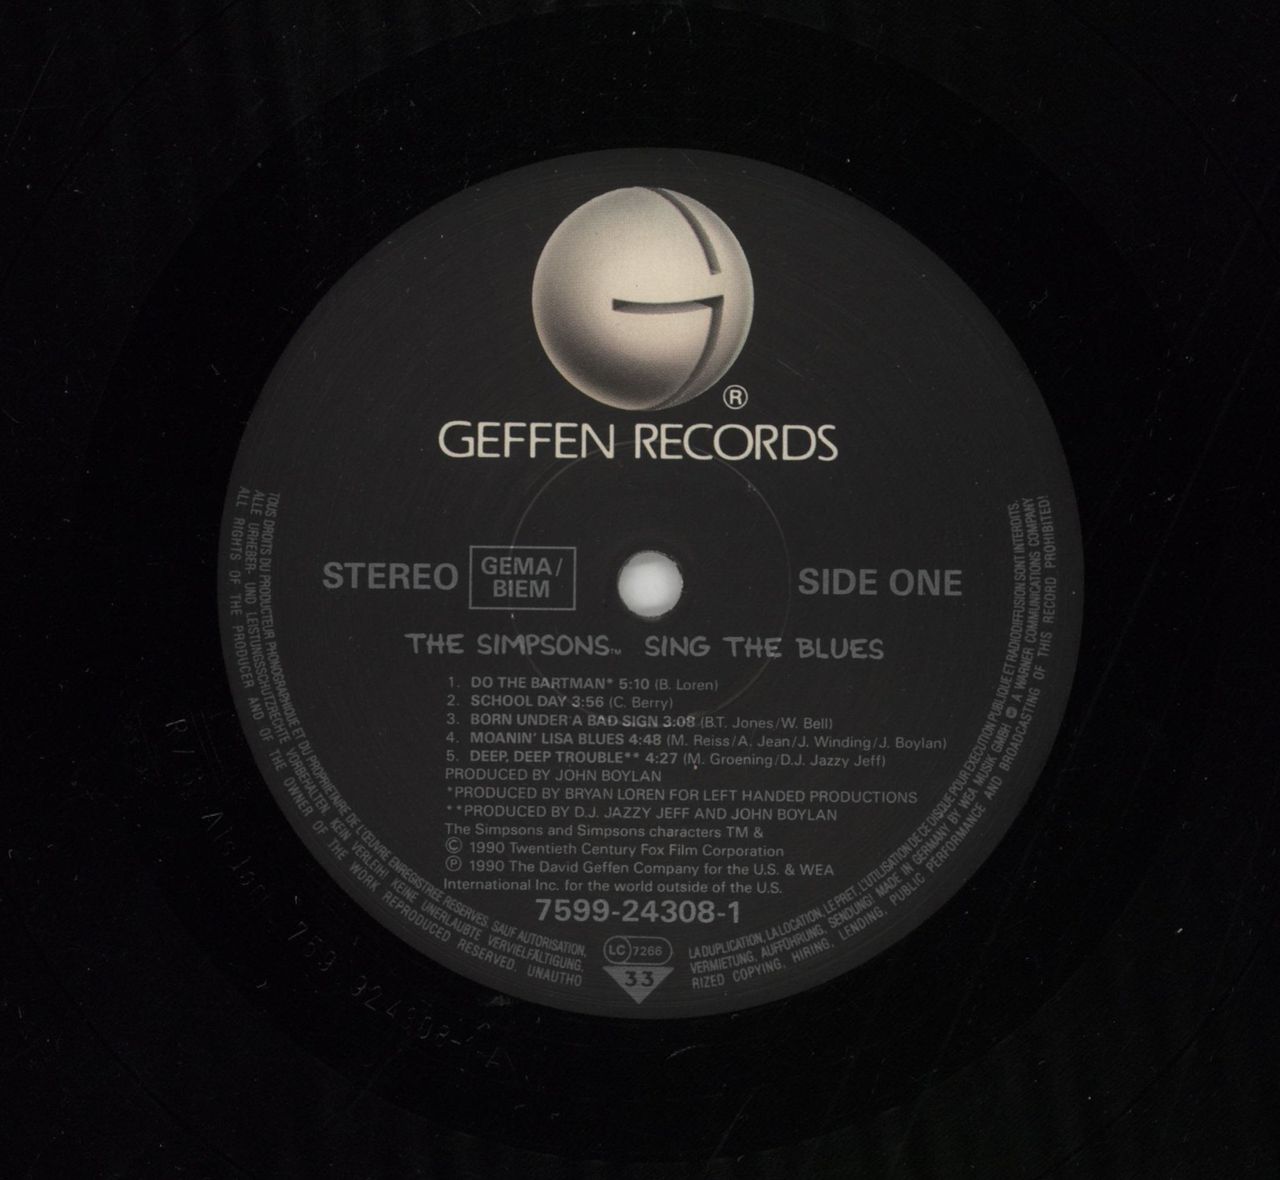 ®
GEFFEN RECORDS
STEREO
GEMA/
BIEM
SIDE ONE
THE SIMPSONS™ SING THE BLUES
1. DO THE BARTMAN* 5:10 (B. Loren)
2. SCHOOL DAY 3:56 (C. Berry)
3. BORN UNDER A BAD SIGN 3:08 (B.T. Jones/W. Bell)
4. MOANIN' LISA BLUES 4:48 (M. Reiss/A. Jean/J. Winding/J. Boylan)
5. DEEP, DEEP TROUBLE** 4:27 (M. Groening/D.J. Jazzy Jeff)
PRODUCED BY JOHN BOYLAN
*PRODUCED BY BRYAN LOREN FOR LEFT HANDED PRODUCTIONS
**PRODUCED BY D.J. JAZZY JEFF AND JOHN BOYLAN
The Simpsons and Simpsons characters TM &
© 1990 Twentieth Century Fox Film Corporation
℗ 1990 The David Geffen Company for the U.S. & WEA
International Inc. for the world outside of the U.S.
7599-24308-1
LC 7266
33
TOUS DROITS DU PRODUCTEUR PHONOGRAPHIQUE ET DU PROPRIETAIRE DE L'ŒUVRE ENREGISTREE RESERVES. SAUF AUTORISATION, LA DUPLICATION, LA LOCATION, LE PRET, L'UTILISATION DE CE DISQUE POUR EXECUTION PUBLIQUE ET RADIODIFFUSION SONT INTERDITS.
ALLE URHEBER- UND LEISTUNGSSCHUTZRECHTE VORBEHALTEN. KEIN VERLEIH! KEINE UNERLAUBTE VERVIELFÄLTIGUNG, VERMIETUNG, AUFFÜHRUNG, SENDUNG! MADE IN GERMANY BY WEA MUSIK GMBH. © A WARNER COMMUNICATIONS COMPANY
ALL RIGHTS OF THE PRODUCER AND OF THE OWNER OF THE WORK REPRODUCED RESERVED. UNAUTHORIZED COPYING, HIRING, LENDING, PUBLIC PERFORMANCE AND BROADCASTING OF THIS RECORD PROHIBITED!